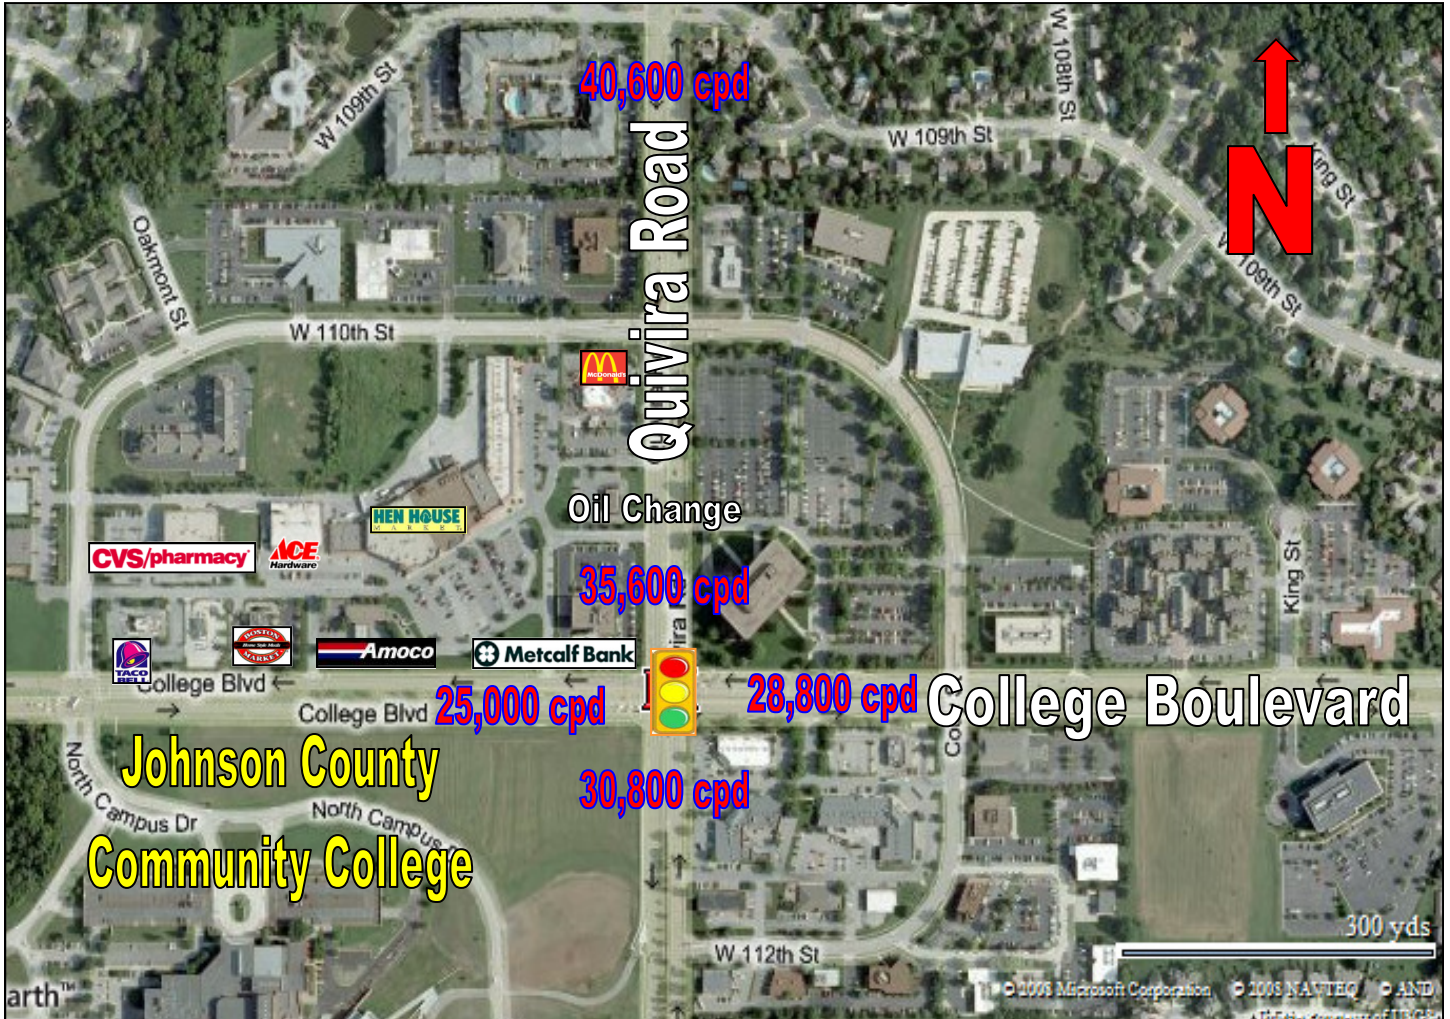 40,600 cpd
W 109th St
W 108th St
W 109th St
N
King St
Quivira Road
Oakmont St
W 109th St
W 110th St
McDonald's
Oil Change
HEN HOUSE
MARKET
CVS/pharmacy
ACE
Hardware
35,600 cpd
King St
TACO
BELL
BOSTON
MARKET
Amoco
Metcalf Bank
College Blvd
College Blvd
25,000 cpd
28,800 cpd
College Boulevard
Johnson County
30,800 cpd
North Campus Dr
North Campus
Community College
W 112th St
300 yds
arth™
© 2008 Microsoft Corporation © 2008 NAVTEQ © AND